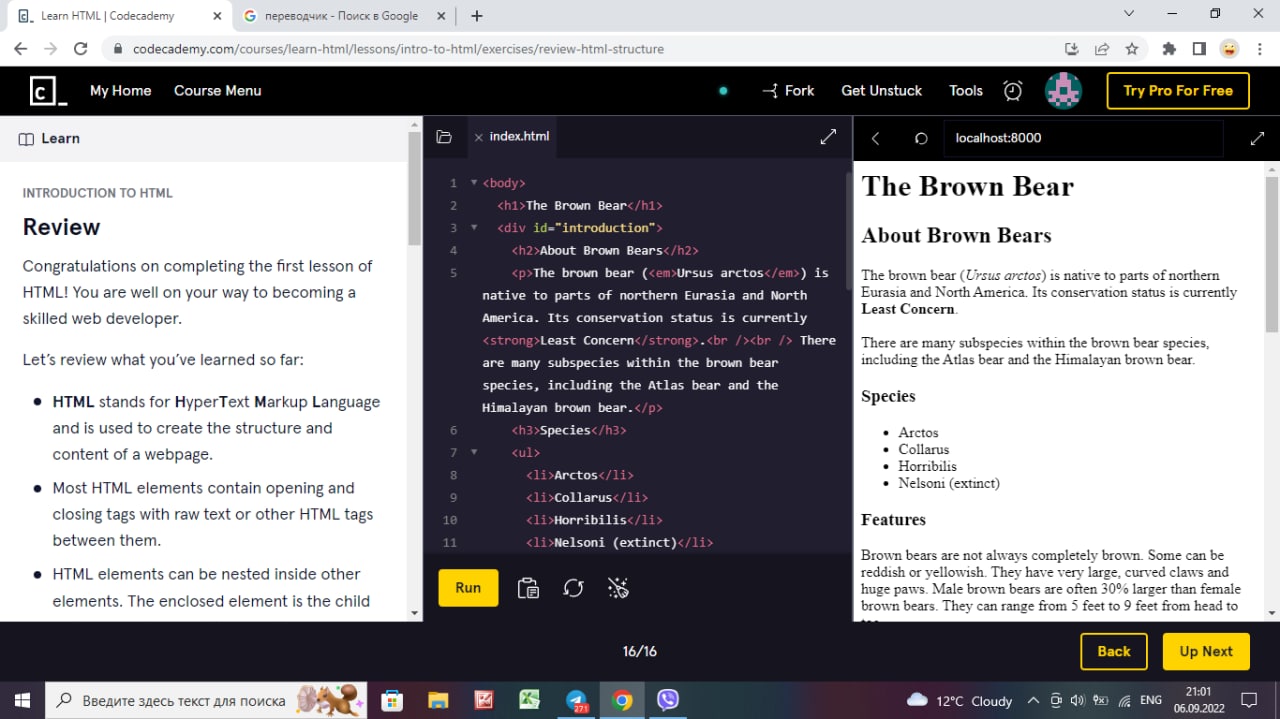 Learn HTML | Codecademy
переводчик - Поиск в Google
codecademy.com/courses/learn-html/lessons/intro-to-html/exercises/review-html-structure
c_
My Home
Course Menu
Fork
Get Unstuck
Tools
Try Pro For Free
Learn
INTRODUCTION TO HTML
Review
Congratulations on completing the first lesson of
HTML! You are well on your way to becoming a
skilled web developer.
Let’s review what you’ve learned so far:
HTML stands for HyperText Markup Language
and is used to create the structure and
content of a webpage.
Most HTML elements contain opening and
closing tags with raw text or other HTML tags
between them.
HTML elements can be nested inside other
elements. The enclosed element is the child
index.html
1 <body>
2 <h1>The Brown Bear</h1>
3 <div id="introduction">
4 <h2>About Brown Bears</h2>
5 <p>The brown bear (<em>Ursus arctos</em>) is
native to parts of northern Eurasia and North
America. Its conservation status is currently
<strong>Least Concern</strong>.<br /><br /> There
are many subspecies within the brown bear
species, including the Atlas bear and the
Himalayan brown bear.</p>
6 <h3>Species</h3>
7 <ul>
8 <li>Arctos</li>
9 <li>Collarus</li>
10 <li>Horribilis</li>
11 <li>Nelsoni (extinct)</li>
Run
localhost:8000
The Brown Bear
About Brown Bears
The brown bear (Ursus arctos) is native to parts of northern
Eurasia and North America. Its conservation status is currently
Least Concern.
There are many subspecies within the brown bear species,
including the Atlas bear and the Himalayan brown bear.
Species
Arctos
Collarus
Horribilis
Nelsoni (extinct)
Features
Brown bears are not always completely brown. Some can be
reddish or yellowish. They have very large, curved claws and
huge paws. Male brown bears are often 30% larger than female
brown bears. They can range from 5 feet to 9 feet from head to
16/16
Back
Up Next
Введите здесь текст для поиска
271
12°C Cloudy
ENG
21:01
06.09.2022